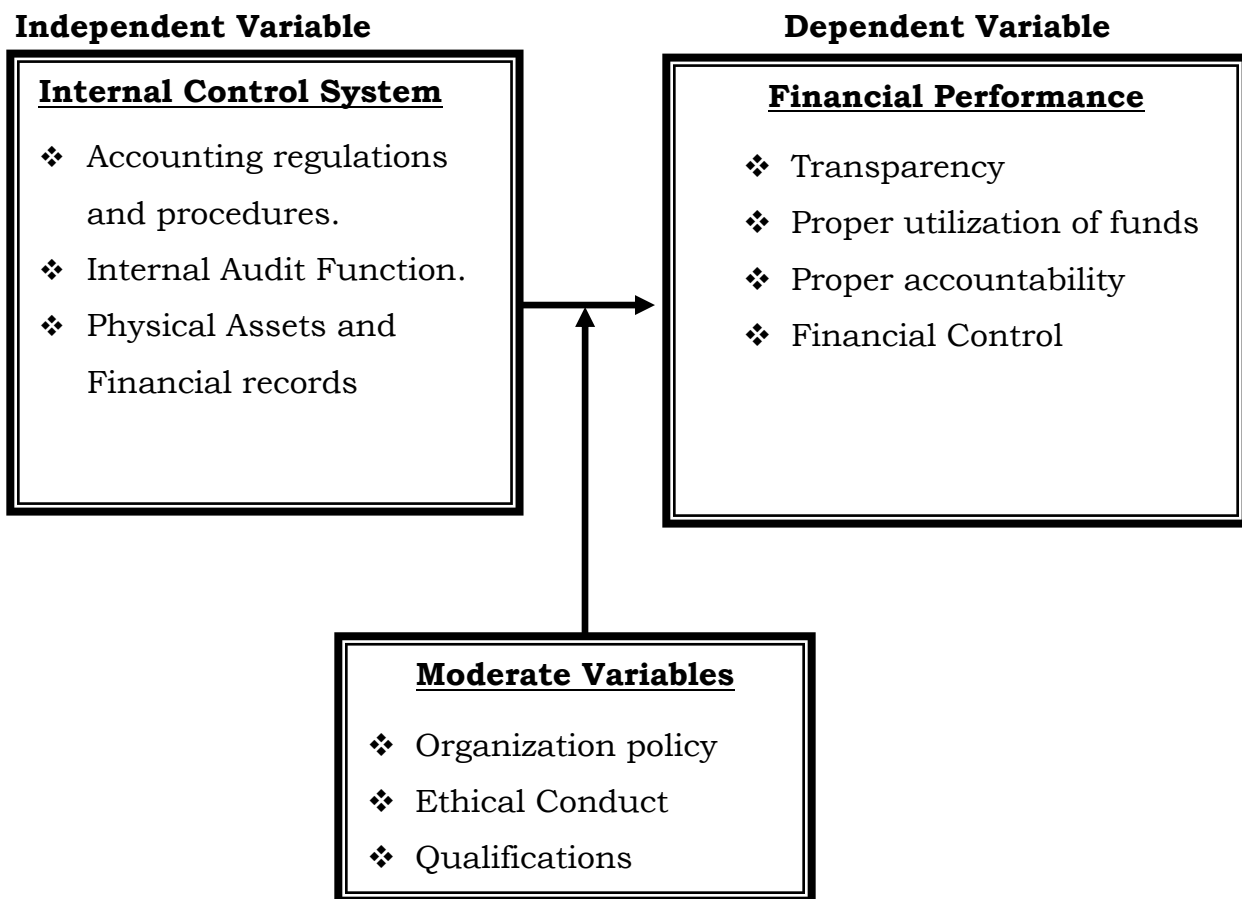 Independent Variable
Dependent Variable
Internal Control System
❖ Accounting regulations
and procedures.
❖ Internal Audit Function.
❖ Physical Assets and
Financial records
Financial Performance
❖ Transparency
❖ Proper utilization of funds
❖ Proper accountability
❖ Financial Control
Moderate Variables
❖ Organization policy
❖ Ethical Conduct
❖ Qualifications